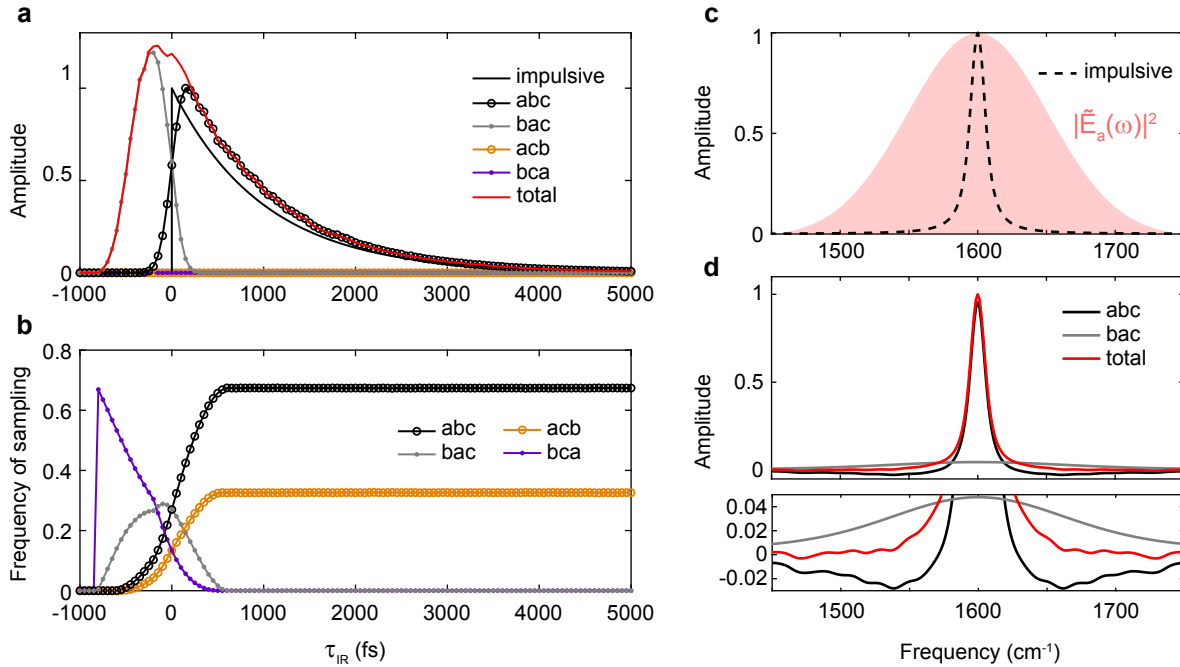 a
Amplitude
1
0.5
0
impulsive
abc
bac
acb
bca
total
-1000 0 1000 2000 3000 4000 5000
b
Frequency of sampling
0.8
0.6
0.4
0.2
0
abc acb
bac bca
-1000 0 1000 2000 3000 4000 5000
τIR (fs)
c
Amplitude
1
0.5
0
impulsive
|Ẽa(ω)|2
1500 1600 1700
d
Amplitude
1
0.5
0
abc
bac
total
0.04
0.02
0
-0.02
1500 1600 1700
Frequency (cm-1)